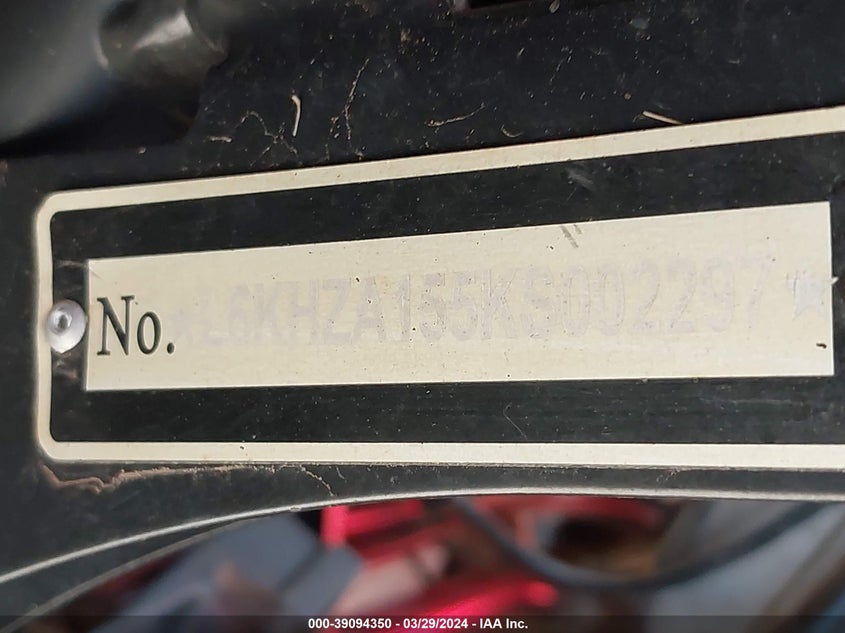 No. *L6KHZA155KS002297*
000-39094350 - 03/29/2024 - IAA Inc.